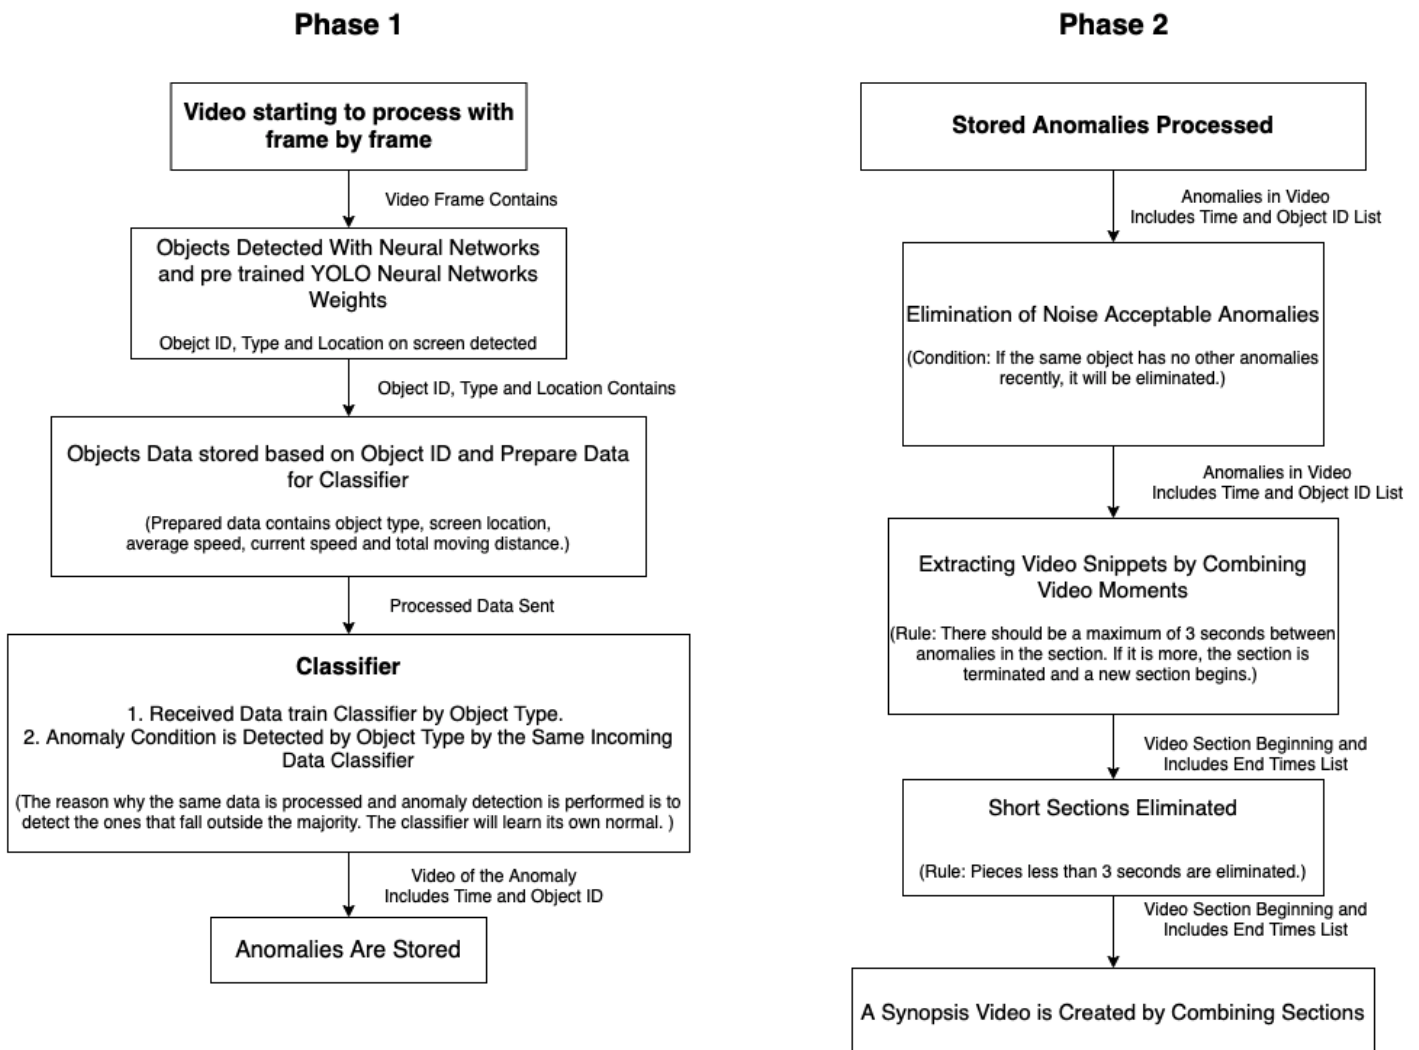 Phase 1
Video starting to process with
frame by frame
Video Frame Contains
Objects Detected With Neural Networks
and pre trained YOLO Neural Networks
Weights
Obejct ID, Type and Location on screen detected
Object ID, Type and Location Contains
Objects Data stored based on Object ID and Prepare Data
for Classifier
(Prepared data contains object type, screen location,
average speed, current speed and total moving distance.)
Processed Data Sent
Classifier
1. Received Data train Classifier by Object Type.
2. Anomaly Condition is Detected by Object Type by the Same Incoming
Data Classifier
(The reason why the same data is processed and anomaly detection is performed is to
detect the ones that fall outside the majority. The classifier will learn its own normal. )
Video of the Anomaly
Includes Time and Object ID
Anomalies Are Stored
Phase 2
Stored Anomalies Processed
Anomalies in Video
Includes Time and Object ID List
Elimination of Noise Acceptable Anomalies
(Condition: If the same object has no other anomalies
recently, it will be eliminated.)
Anomalies in Video
Includes Time and Object ID List
Extracting Video Snippets by Combining
Video Moments
(Rule: There should be a maximum of 3 seconds between
anomalies in the section. If it is more, the section is
terminated and a new section begins.)
Video Section Beginning and
Includes End Times List
Short Sections Eliminated
(Rule: Pieces less than 3 seconds are eliminated.)
Video Section Beginning and
Includes End Times List
A Synopsis Video is Created by Combining Sections